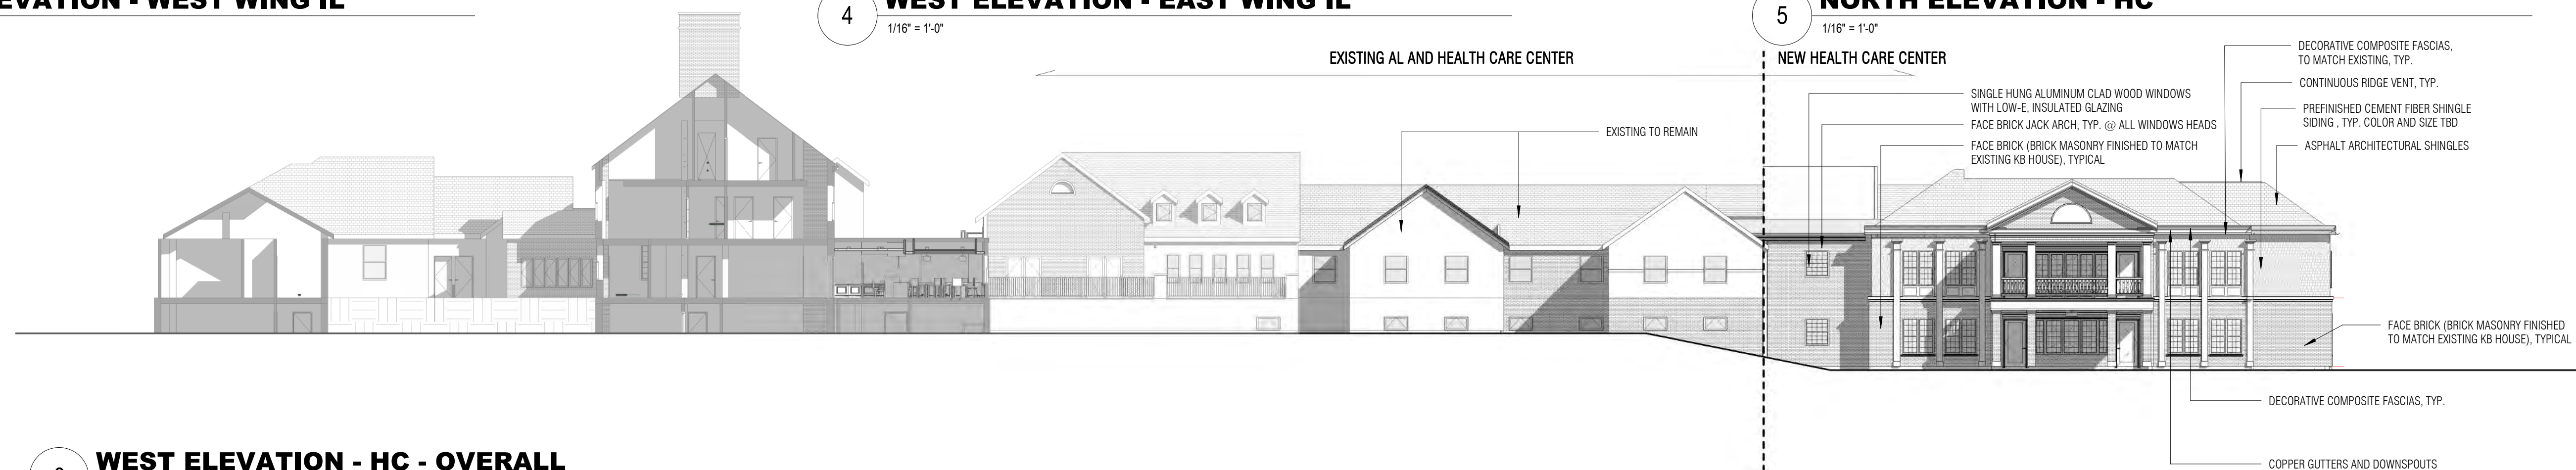 EVATION - WEST WING IL
4
WEST ELEVATION - EAST WING IL
1/16" = 1'-0"
5
NORTH ELEVATION - HC
1/16" = 1'-0"
EXISTING AL AND HEALTH CARE CENTER
NEW HEALTH CARE CENTER
EXISTING TO REMAIN
SINGLE HUNG ALUMINUM CLAD WOOD WINDOWS
WITH LOW-E, INSULATED GLAZING
FACE BRICK JACK ARCH, TYP. @ ALL WINDOWS HEADS
FACE BRICK (BRICK MASONRY FINISHED TO MATCH
EXISTING KB HOUSE), TYPICAL
DECORATIVE COMPOSITE FASCIAS,
TO MATCH EXISTING, TYP.
CONTINUOUS RIDGE VENT, TYP.
PREFINISHED CEMENT FIBER SHINGLE
SIDING , TYP. COLOR AND SIZE TBD
ASPHALT ARCHITECTURAL SHINGLES
FACE BRICK (BRICK MASONRY FINISHED
TO MATCH EXISTING KB HOUSE), TYPICAL
DECORATIVE COMPOSITE FASCIAS, TYP.
COPPER GUTTERS AND DOWNSPOUTS
WEST ELEVATION - HC - OVERALL